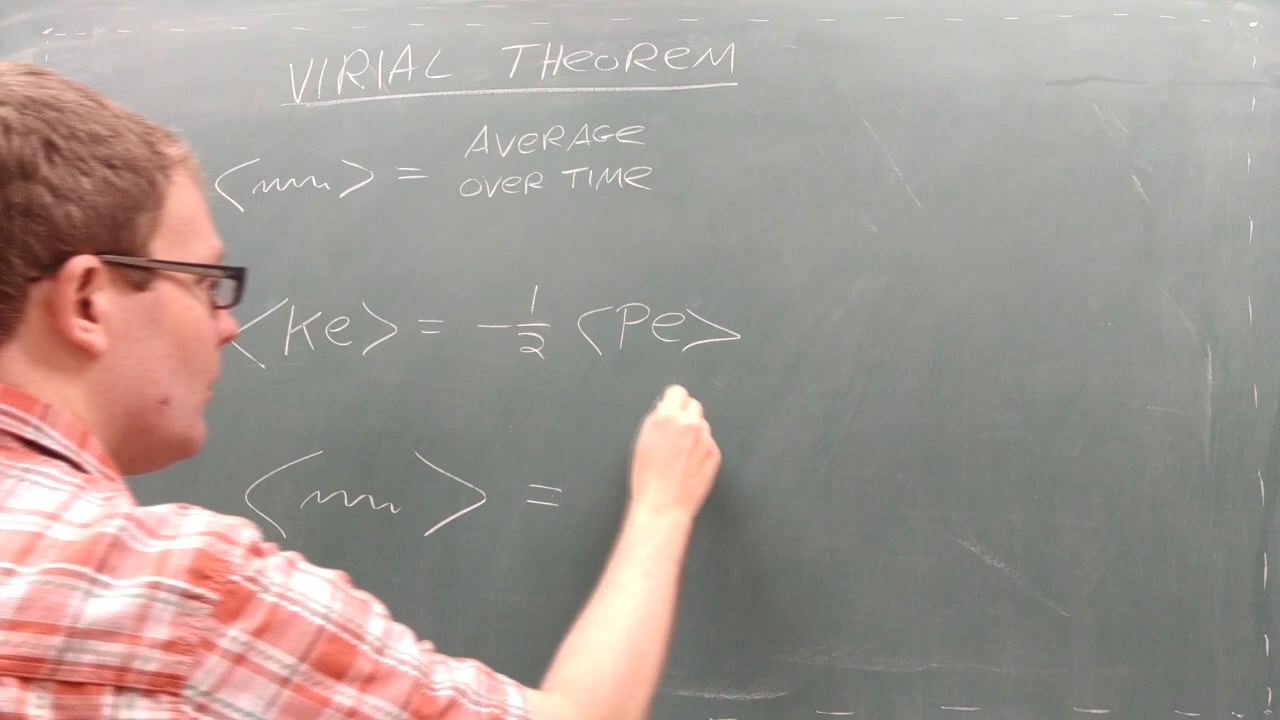 VIRIAL THEOREM
AVERAGE
< > = OVER TIME
<Ke> = -1/2 <Pe>
< > =